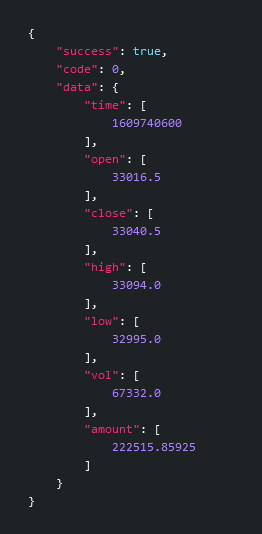 {
    "success": true,
    "code": 0,
    "data": {
        "time": [
            1609740600
        ],
        "open": [
            33016.5
        ],
        "close": [
            33040.5
        ],
        "high": [
            33094.0
        ],
        "low": [
            32995.0
        ],
        "vol": [
            67332.0
        ],
        "amount": [
            222515.85925
        ]
    }
}